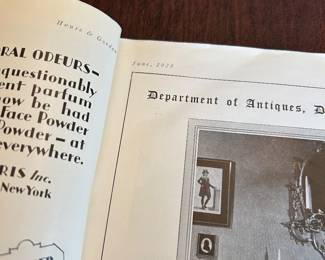 House & Garden
RAL ODEURS—
questionably
ent parfum
ow be had
Face Powder
Powder—at
everywhere.
RIS Inc.
New York
June, 1928
Department of Antiques, D